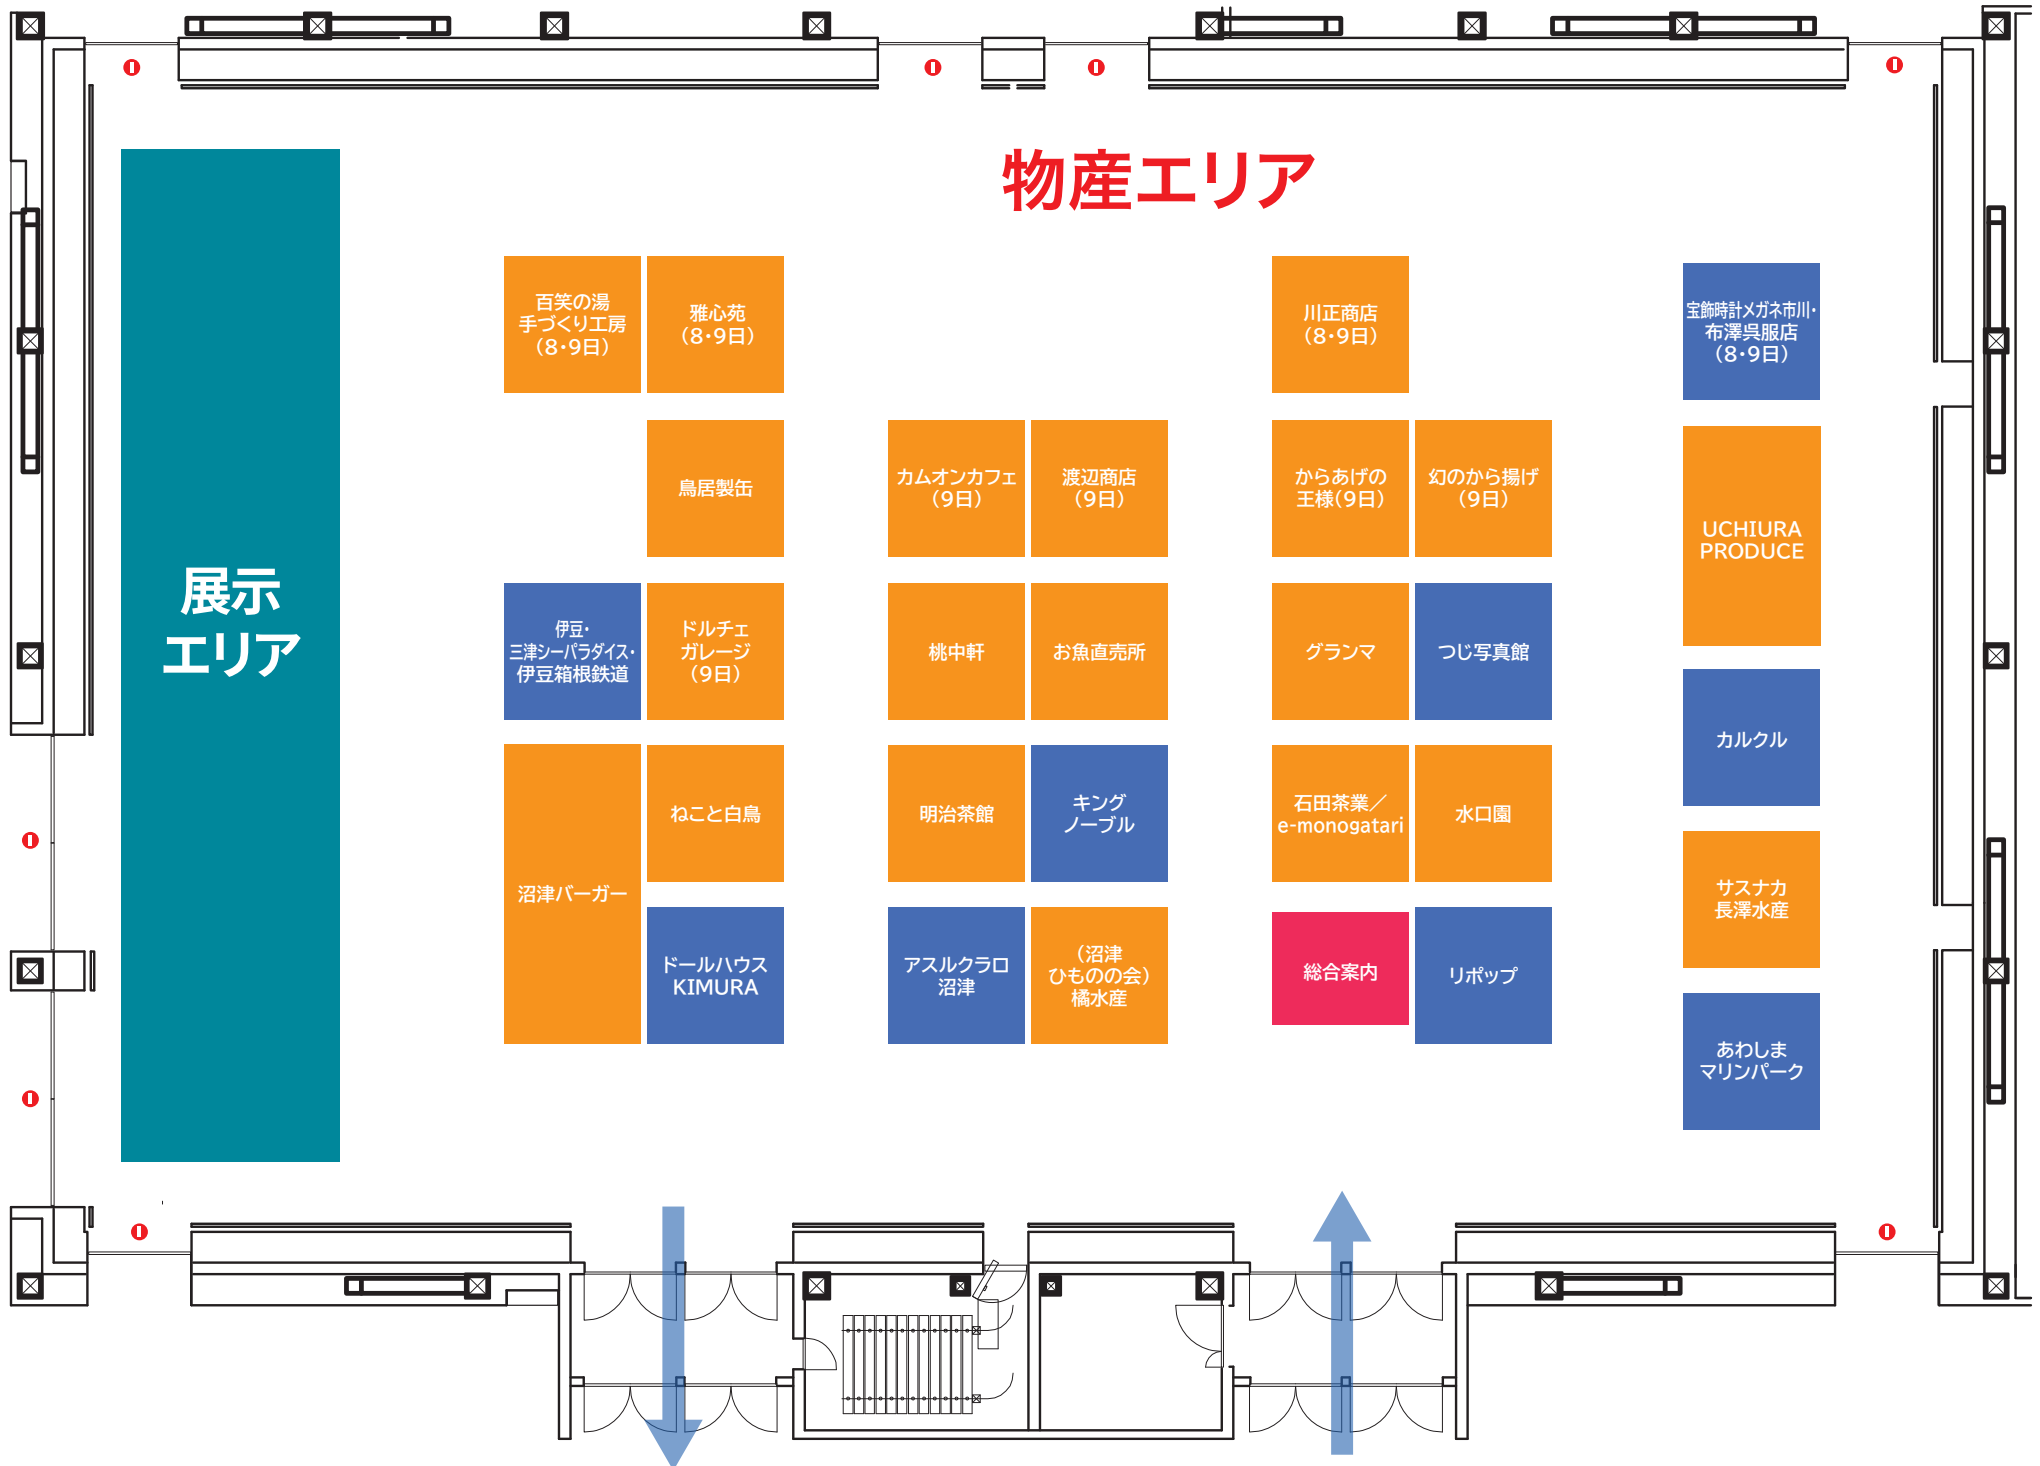 物産エリア
展示
エリア
百笑の湯
手づくり工房
（8・9日）
雅心苑
（8・9日）
川正商店
（8・9日）
宝飾時計メガネ市川・
布澤呉服店
（8・9日）
鳥居製缶
カムオンカフェ
（9日）
渡辺商店
（9日）
からあげの
王様（9日）
幻のから揚げ
（9日）
UCHIURA
PRODUCE
伊豆・
三津シーパラダイス・
伊豆箱根鉄道
ドルチェ
ガレージ
（9日）
桃中軒
お魚直売所
グランマ
つじ写真館
カルクル
沼津バーガー
ねこと白鳥
明治茶館
キング
ノーブル
石田茶業／
e-monogatari
水口園
サスナカ
長澤水産
ドールハウス
KIMURA
アスルクラロ
沼津
（沼津
ひものの会）
橘水産
総合案内
リポップ
あわしま
マリンパーク